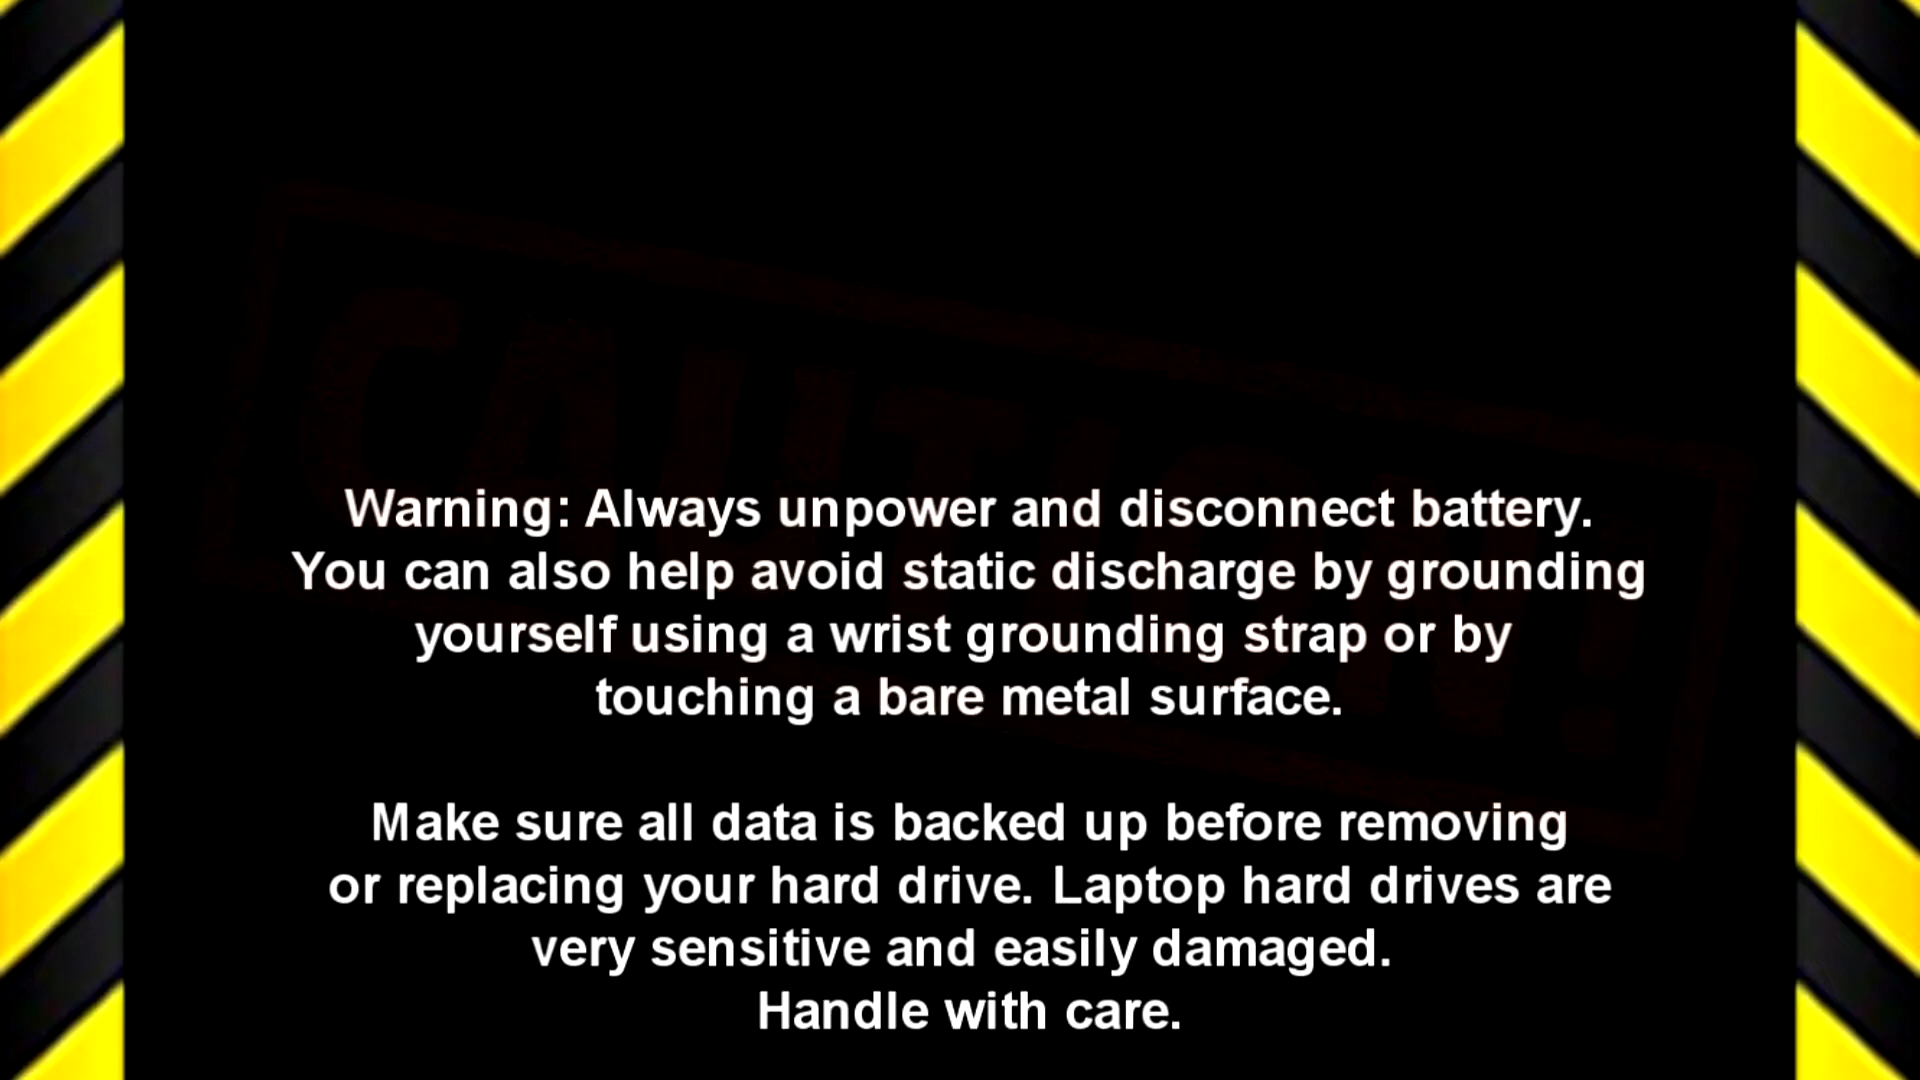 CAUTION!
Warning: Always unpower and disconnect battery.
You can also help avoid static discharge by grounding
yourself using a wrist grounding strap or by
touching a bare metal surface.
Make sure all data is backed up before removing
or replacing your hard drive. Laptop hard drives are
very sensitive and easily damaged.
Handle with care.